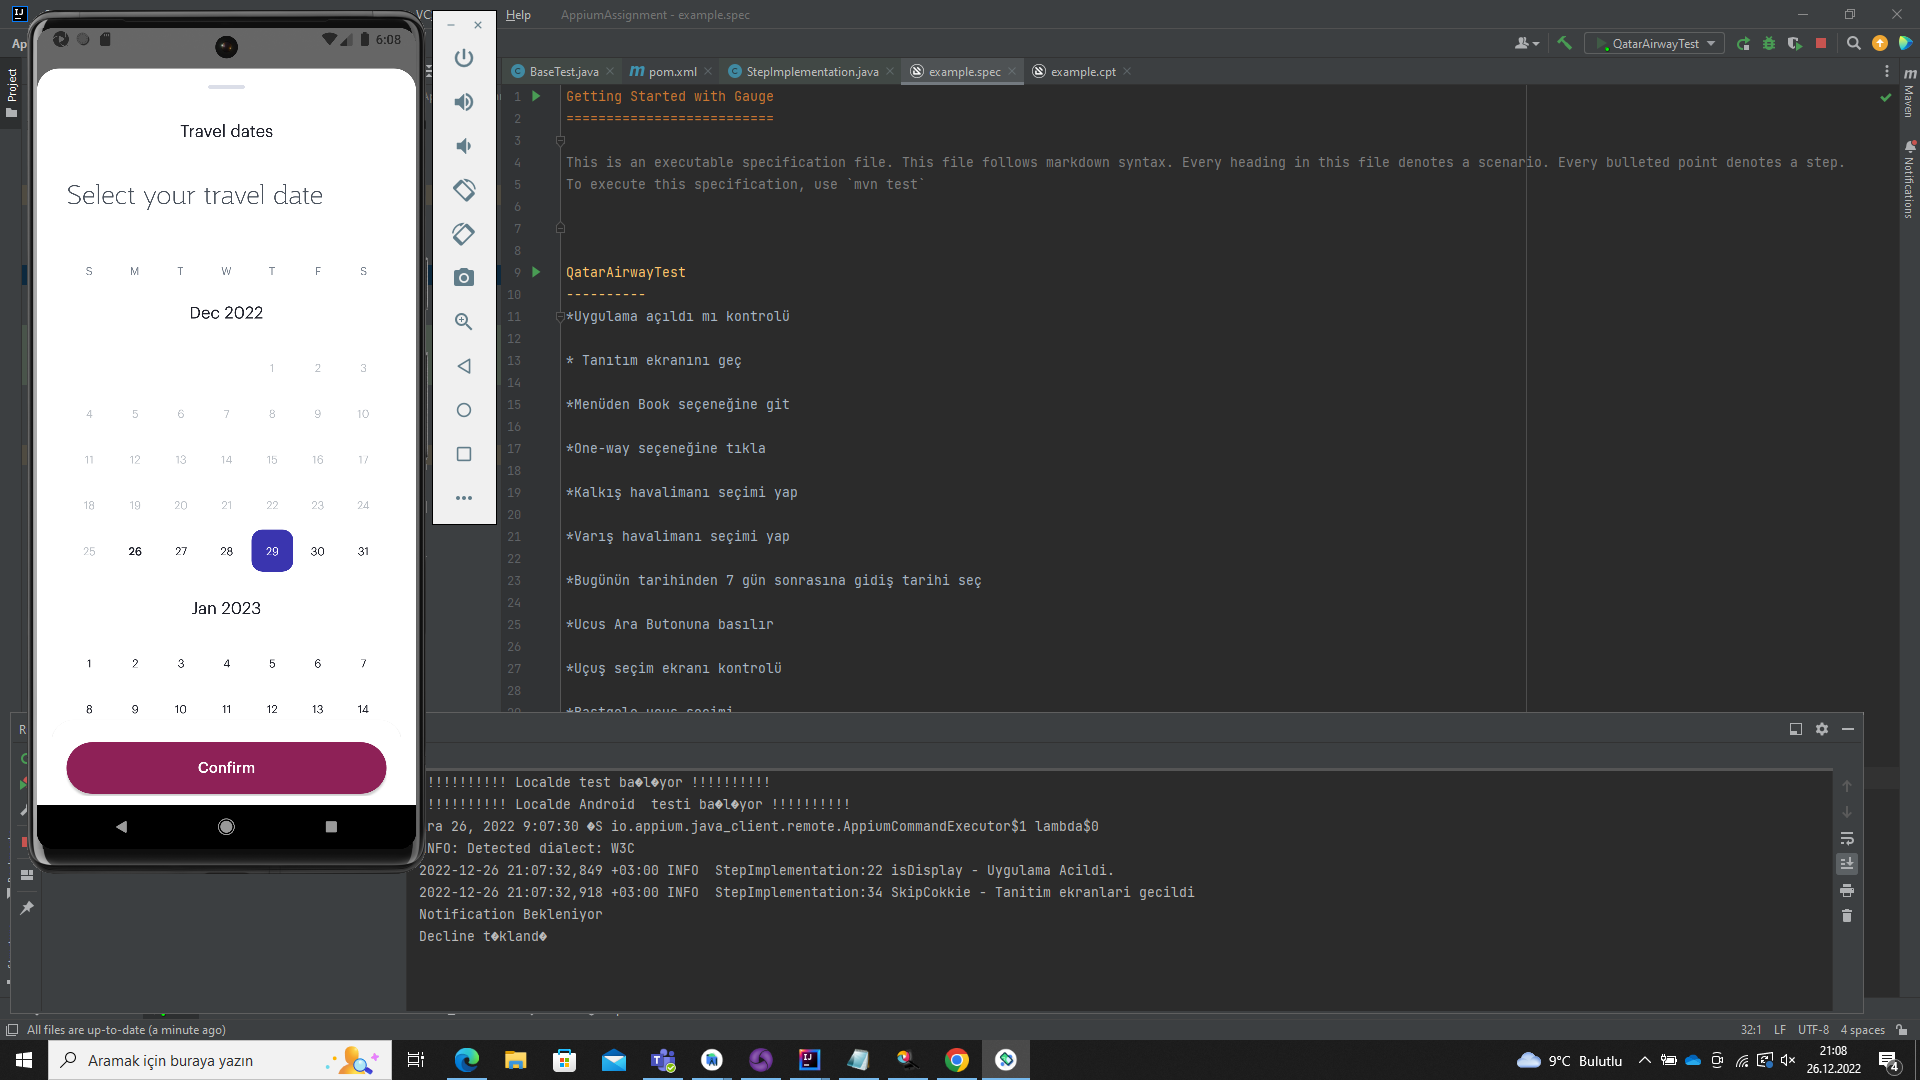 Help
AppiumAssignment - example.spec
QatarAirwayTest
BaseTest.java
pom.xml
StepImplementation.java
example.spec
example.cpt
Project
Maven
Notifications
6:08
Travel dates
Select your travel date
S M T W T F S
Dec 2022
1 2 3
4 5 6 7 8 9 10
11 12 13 14 15 16 17
18 19 20 21 22 23 24
25 26 27 28 29 30 31
Jan 2023
1 2 3 4 5 6 7
8 9 10 11 12 13 14
Confirm
1 Getting Started with Gauge
2 ==========================
3
4 This is an executable specification file. This file follows markdown syntax. Every heading in this file denotes a scenario. Every bulleted point denotes a step.
5 To execute this specification, use `mvn test`
6
7
8
9 QatarAirwayTest
10 ----------
11 *Uygulama açıldı mı kontrolü
12
13 * Tanıtım ekranını geç
14
15 *Menüden Book seçeneğine git
16
17 *One-way seçeneğine tıkla
18
19 *Kalkış havalimanı seçimi yap
20
21 *Varış havalimanı seçimi yap
22
23 *Bugünün tarihinden 7 gün sonrasına gidiş tarihi seç
24
25 *Ucus Ara Butonuna basılır
26
27 *Uçuş seçim ekranı kontrolü
28
!!!!!!!!!! Localde test ba�l�yor !!!!!!!!!!
!!!!!!!!!! Localde Android  testi ba�l�yor !!!!!!!!!!
ra 26, 2022 9:07:30 �S io.appium.java_client.remote.AppiumCommandExecutor$1 lambda$0
NFO: Detected dialect: W3C
2022-12-26 21:07:32,849 +03:00 INFO  StepImplementation:22 isDisplay - Uygulama Acildi.
2022-12-26 21:07:32,918 +03:00 INFO  StepImplementation:34 SkipCokkie - Tanitim ekranlari gecildi
Notification Bekleniyor
Decline t�kland�
All files are up-to-date (a minute ago)
32:1 LF UTF-8 4 spaces
Aramak için buraya yazın
9°C Bulutlu
21:08
26.12.2022
4